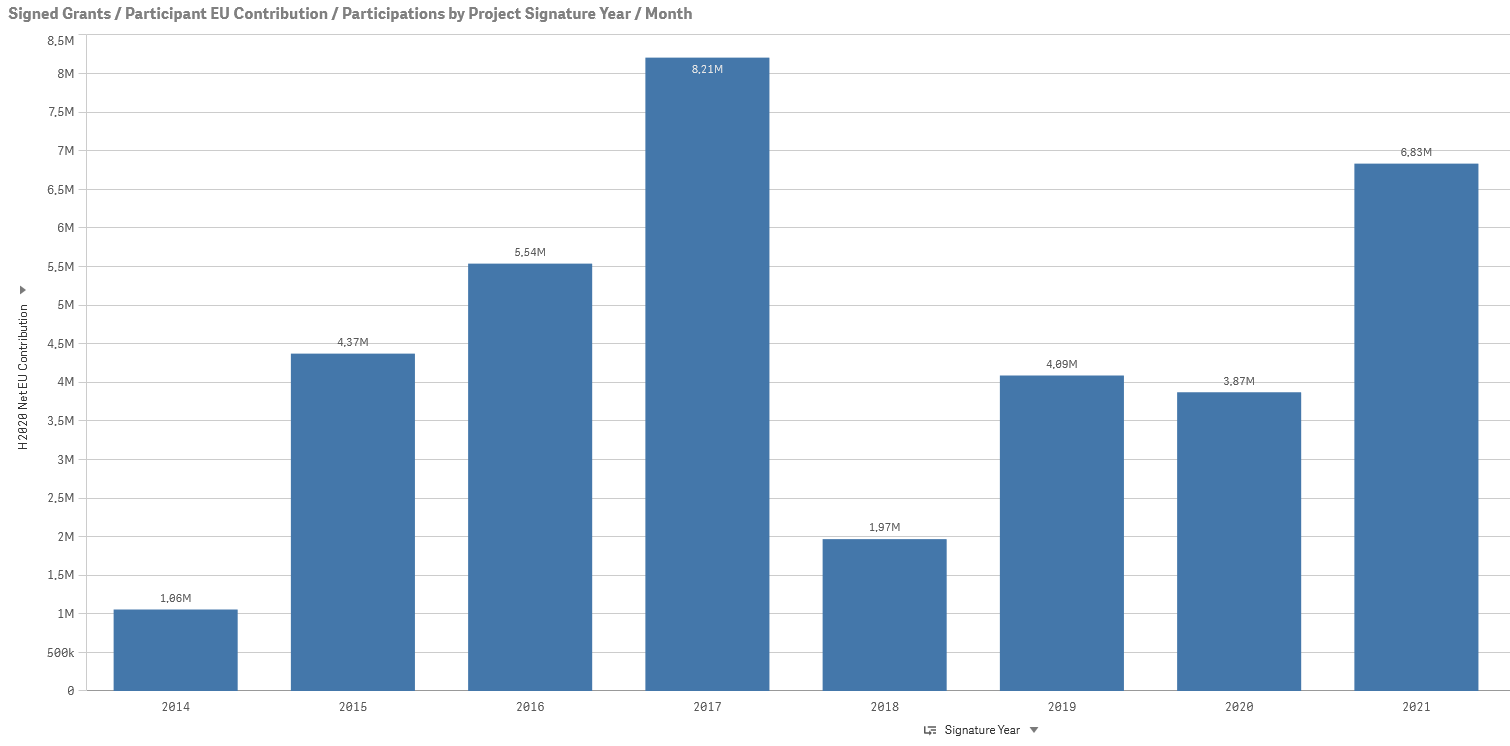 Signed Grants / Participant EU Contribution / Participations by Project Signature Year / Month
8,5M
8M
7,5M
7M
6,5M
6M
5,5M
5M
4,5M
4M
3,5M
3M
2,5M
2M
1,5M
1M
500k
0
H2020 Net EU Contribution
1,06M
4,37M
5,54M
8,21M
1,97M
4,09M
3,87M
6,83M
2014
2015
2016
2017
2018
2019
2020
2021
Signature Year